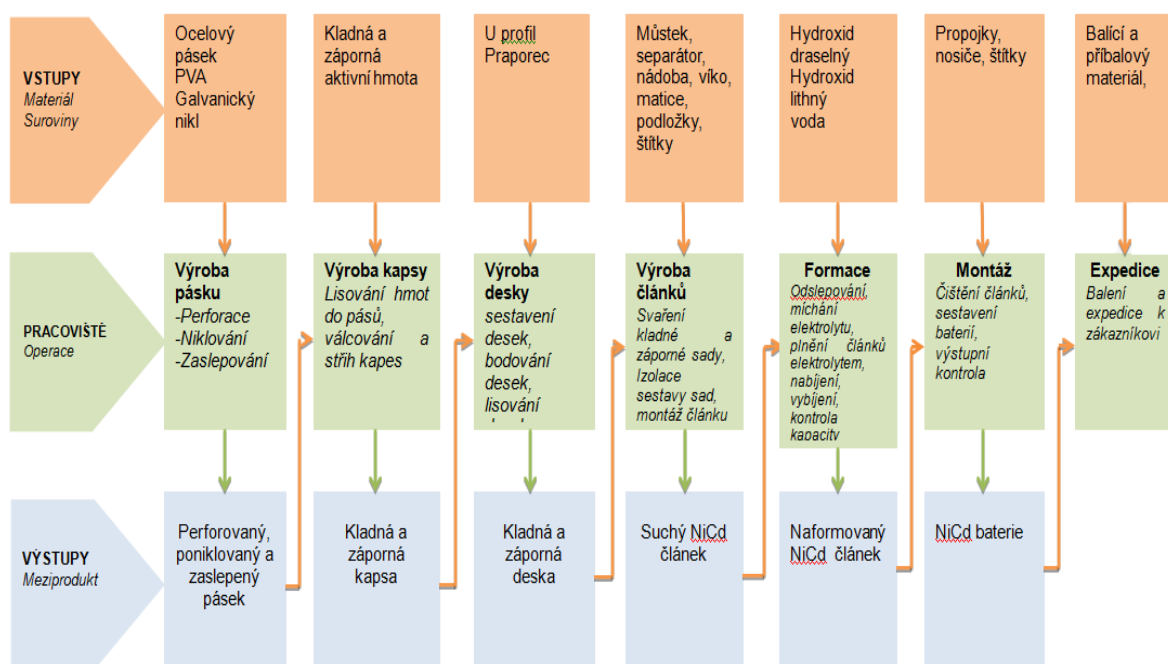 VSTUPY
Materiál
Suroviny
Ocelový
pásek
PVA
Galvanický
nikl
Kladná a
záporná
aktivní hmota
U profil
Praporec
Můstek,
separátor,
nádoba, víko,
matice,
podložky,
štítky
Hydroxid
draselný
Hydroxid
lithný
voda
Propojky,
nosiče, štítky
Balící a
příbalový
materiál,
PRACOVIŠTĚ
Operace
Výroba
pásku
-Perforace
-Niklování
-Zaslepování
Výroba kapsy
Lisování hmot
do pásů,
válcování a
střih kapes
Výroba
desky
sestavení
desek,
bodování
desek,
lisování
Výroba
článků
Svaření
kladné a
záporné sady,
Izolace
sestavy sad,
montáž článku
Formace
Odslepování,
míchání
elektrolytu,
plnění článků
elektrolytem,
nabíjení,
vybíjení,
kontrola
kapacity
Montáž
Čištění článků,
sestavení
baterií,
výstupní
kontrola
Expedice
Balení a
expedice k
zákazníkovi
VÝSTUPY
Meziprodukt
Perforovaný,
poniklovaný a
zaslepený
pásek
Kladná a
záporná
kapsa
Kladná a
záporná
deska
Suchý NiCd
článek
Naformovaný
NiCd článek
NiCd baterie